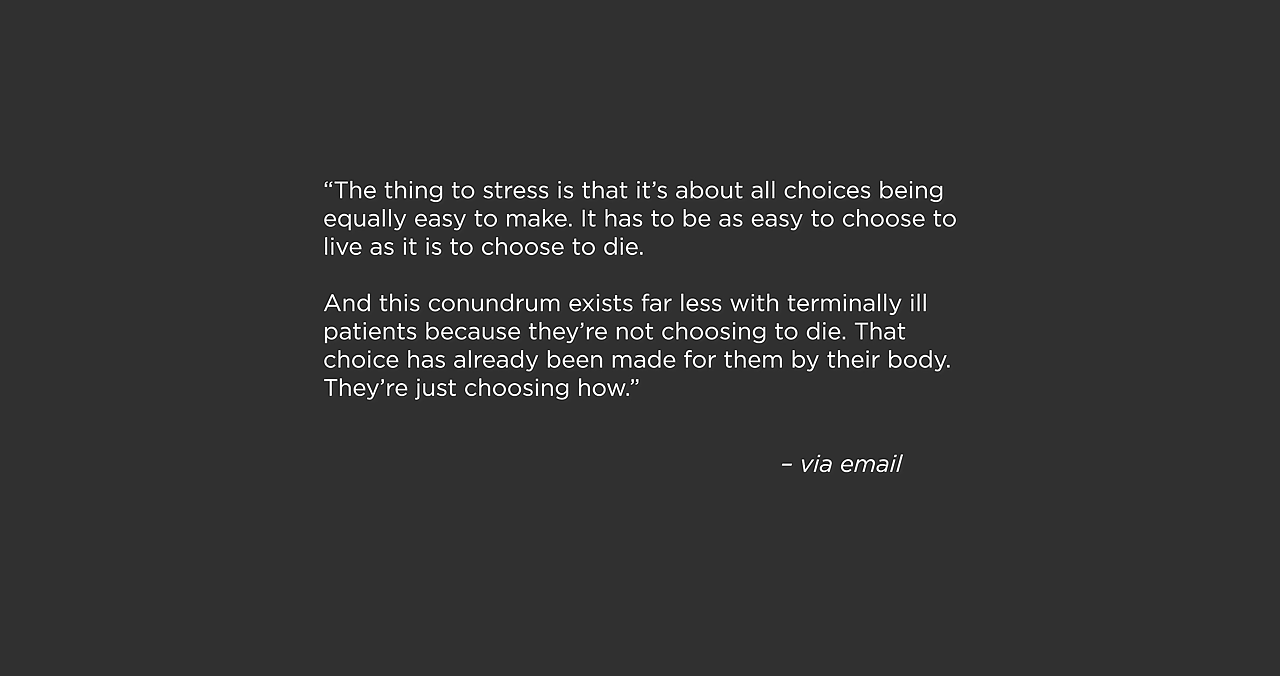 “The thing to stress is that it’s about all choices being
equally easy to make. It has to be as easy to choose to
live as it is to choose to die.
And this conundrum exists far less with terminally ill
patients because they’re not choosing to die. That
choice has already been made for them by their body.
They’re just choosing how.”
– via email